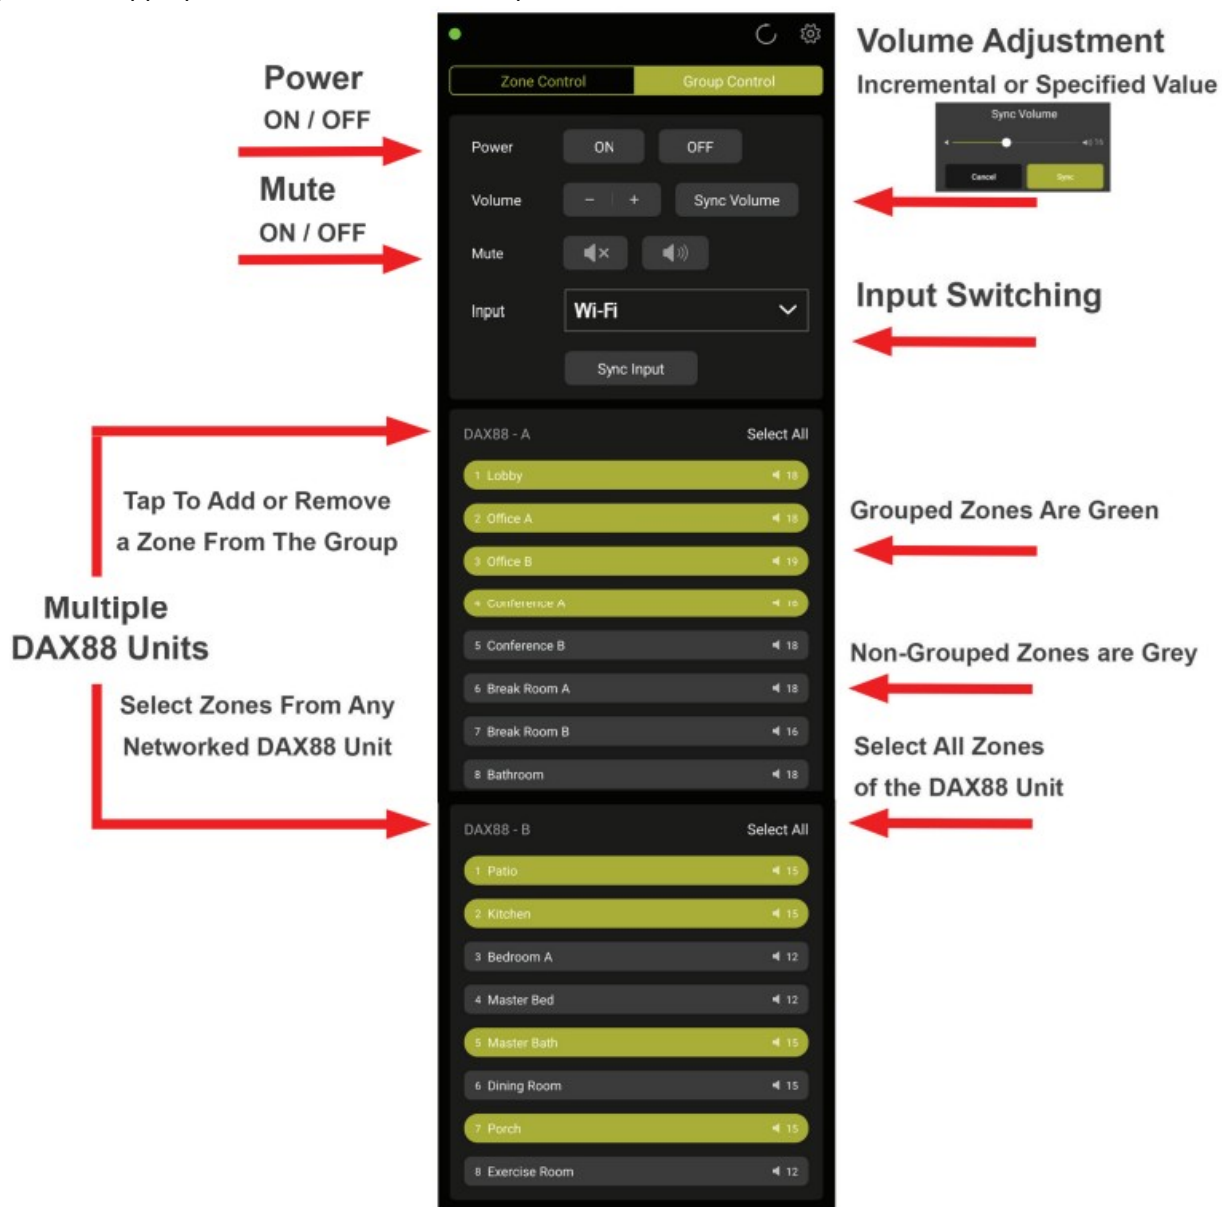 Power
ON / OFF
Mute
ON / OFF
Zone Control
Group Control
Power
ON
OFF
Volume
- +
Sync Volume
Mute
Input
Wi-Fi
Sync Input
Volume Adjustment
Incremental or Specified Value
Sync Volume
Cancel
Sync
Input Switching
Tap To Add or Remove
a Zone From The Group
Multiple
DAX88 Units
Select Zones From Any
Networked DAX88 Unit
DAX88 - A
Select All
1 Lobby 18
2 Office A 18
3 Office B 19
4 Conference A
5 Conference B 18
6 Break Room A 18
7 Break Room B 16
8 Bathroom 18
DAX88 - B
Select All
1 Patio 15
2 Kitchen 15
3 Bedroom A 12
4 Master Bed 12
5 Master Bath 15
6 Dining Room 15
7 Porch 15
8 Exercise Room 12
Grouped Zones Are Green
Non-Grouped Zones are Grey
Select All Zones
of the DAX88 Unit